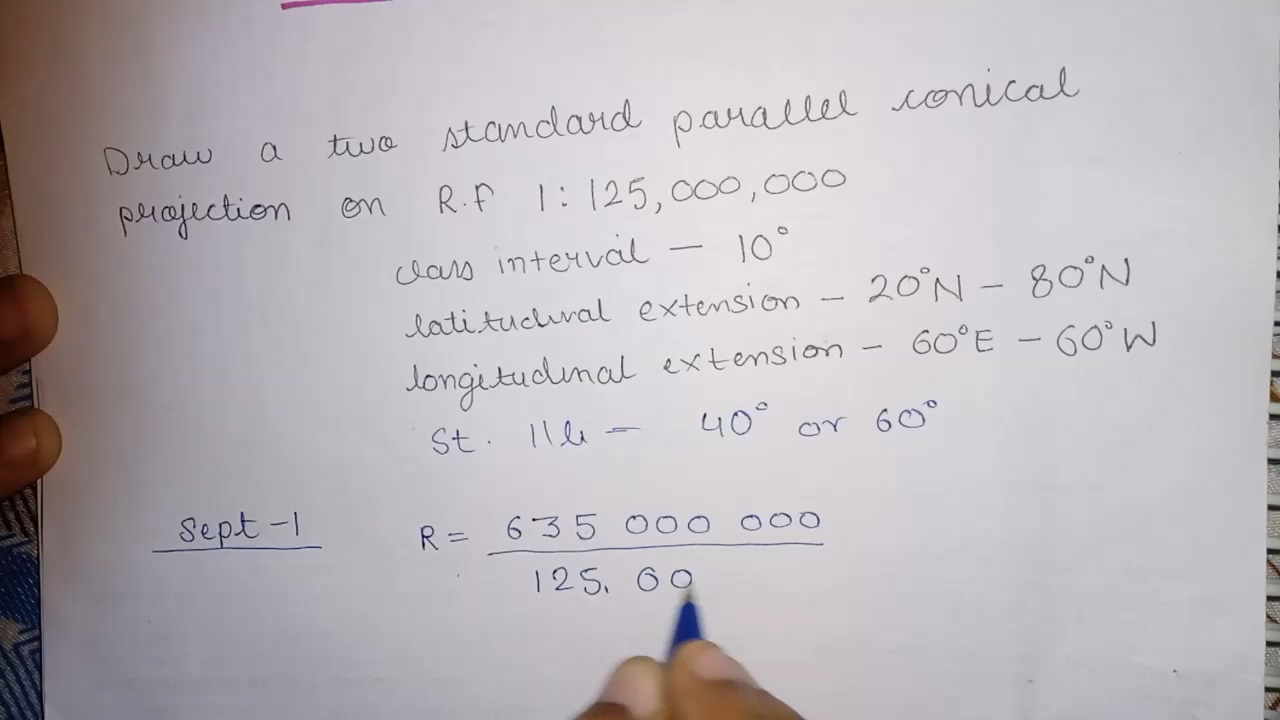 Draw a two standard parallel conical
projection on R.f 1:125,000,000
class interval – 10°
latitudinal extension – 20°N – 80°N
longitudinal extension – 60°E – 60°W
St. 11le – 40° or 60°
Sept-1 R = 635 000 000
125. 00